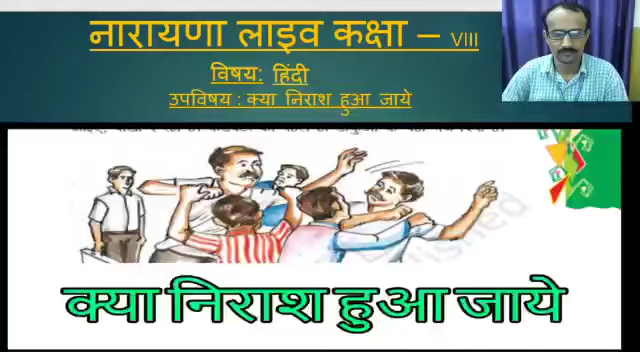 नारायणा लाइव कक्षा – VIII
विषय: हिंदी
उपविषय : क्या निराश हुआ जाये
क्या निराश हुआ जाये